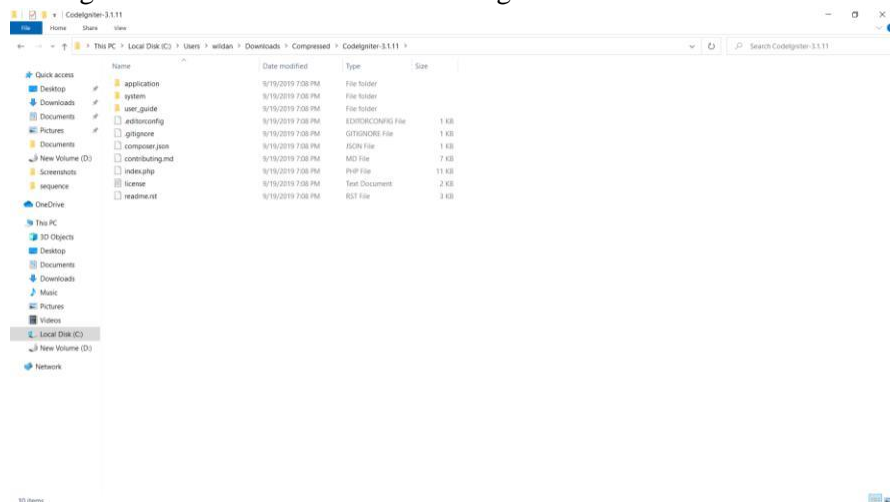 CodeIgniter-3.1.11
File Home Share View
This PC > Local Disk (C:) > Users > wildan > Downloads > Compressed > CodeIgniter-3.1.11 >
Search CodeIgniter-3.1.11
Name Date modified Type Size
Quick access
Desktop
Downloads
Documents
Pictures
Documents
New Volume (D:)
Screenshots
sequence
OneDrive
This PC
3D Objects
Desktop
Documents
Downloads
Music
Pictures
Videos
Local Disk (C:)
New Volume (D:)
Network
application 9/19/2019 7:08 PM File folder
system 9/19/2019 7:08 PM File folder
user_guide 9/19/2019 7:08 PM File folder
.editorconfig 9/19/2019 7:08 PM EDITORCONFIG File 1 KB
.gitignore 9/19/2019 7:08 PM GITIGNORE File 1 KB
composer.json 9/19/2019 7:08 PM JSON File 1 KB
contributing.md 9/19/2019 7:08 PM MD File 7 KB
index.php 9/19/2019 7:08 PM PHP File 11 KB
license 9/19/2019 7:08 PM Text Document 2 KB
readme.rst 9/19/2019 7:08 PM RST File 3 KB
10 items